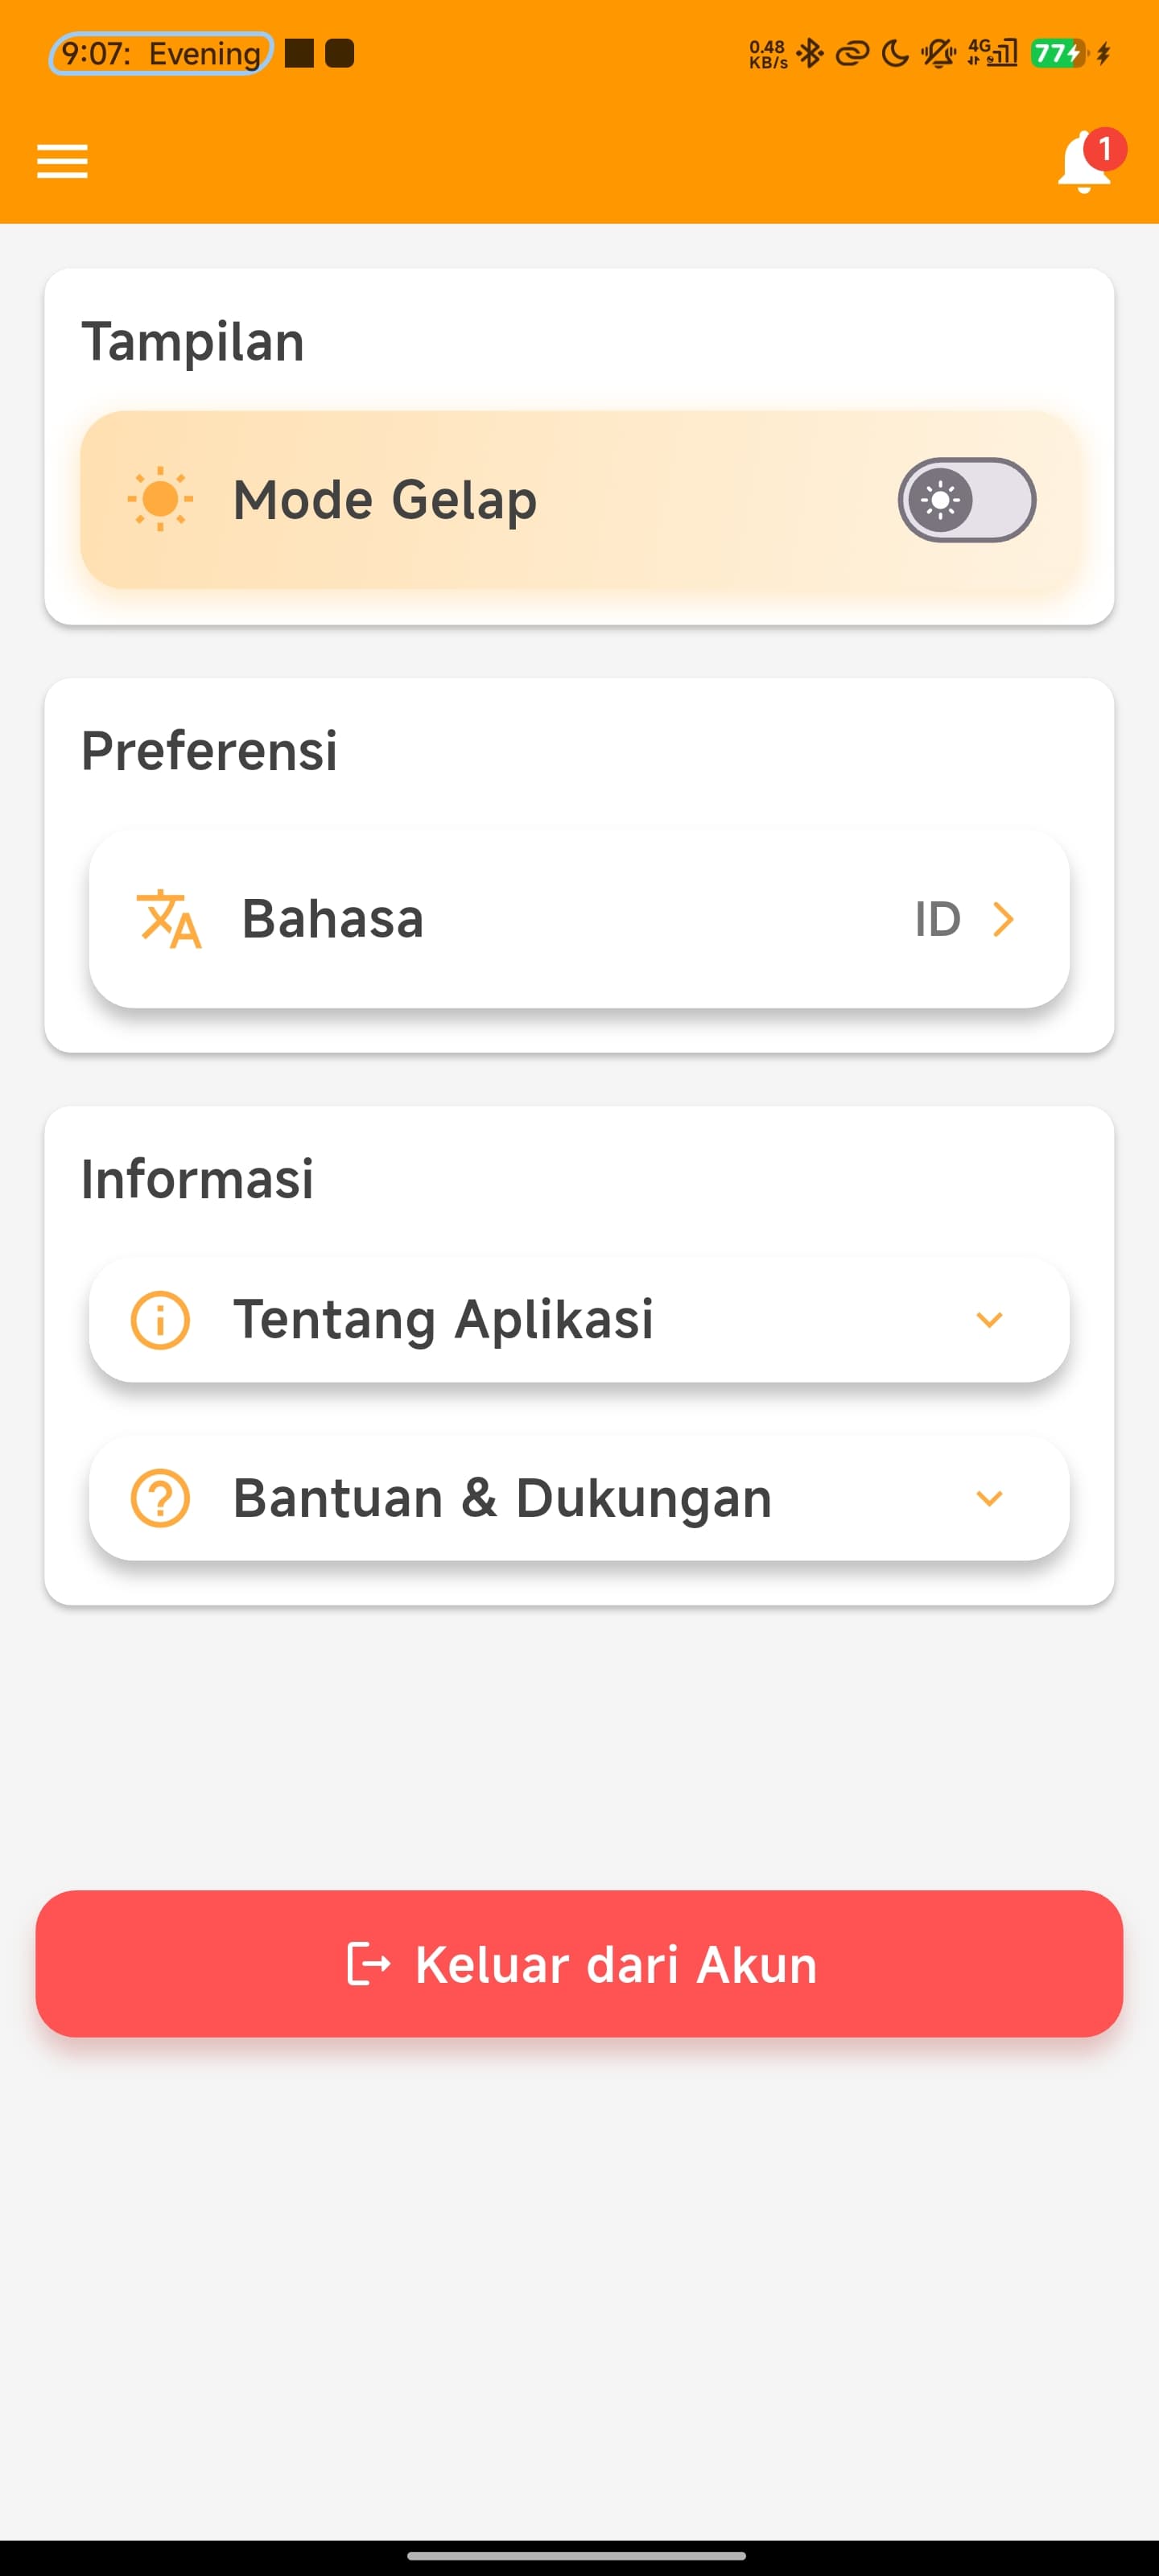 9:07: Evening 0.48 KB/s 4G 77
1
Tampilan
Mode Gelap
Preferensi
Bahasa ID
Informasi
Tentang Aplikasi
Bantuan & Dukungan
Keluar dari Akun